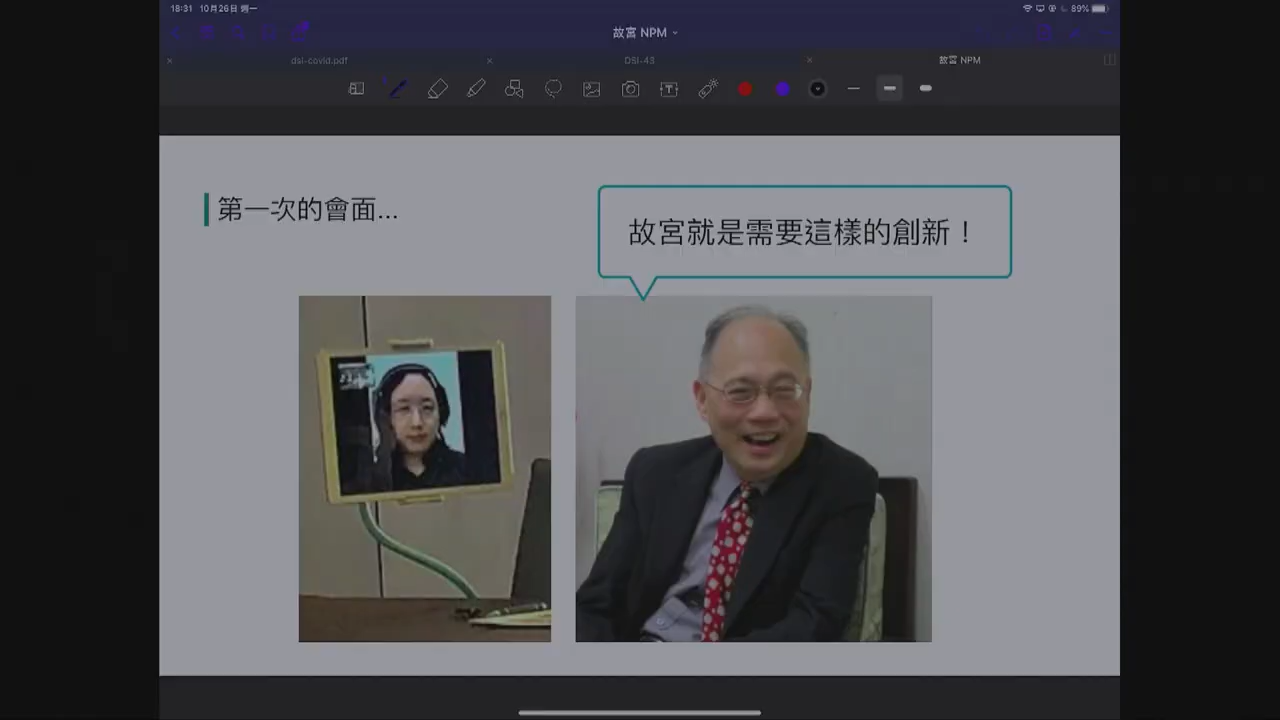 18:31 10月26日 週一
89%
故宮 NPM
dsi-covid.pdf
DSI-43
故宮 NPM
第一次的會面...
故宮就是需要這樣的創新！